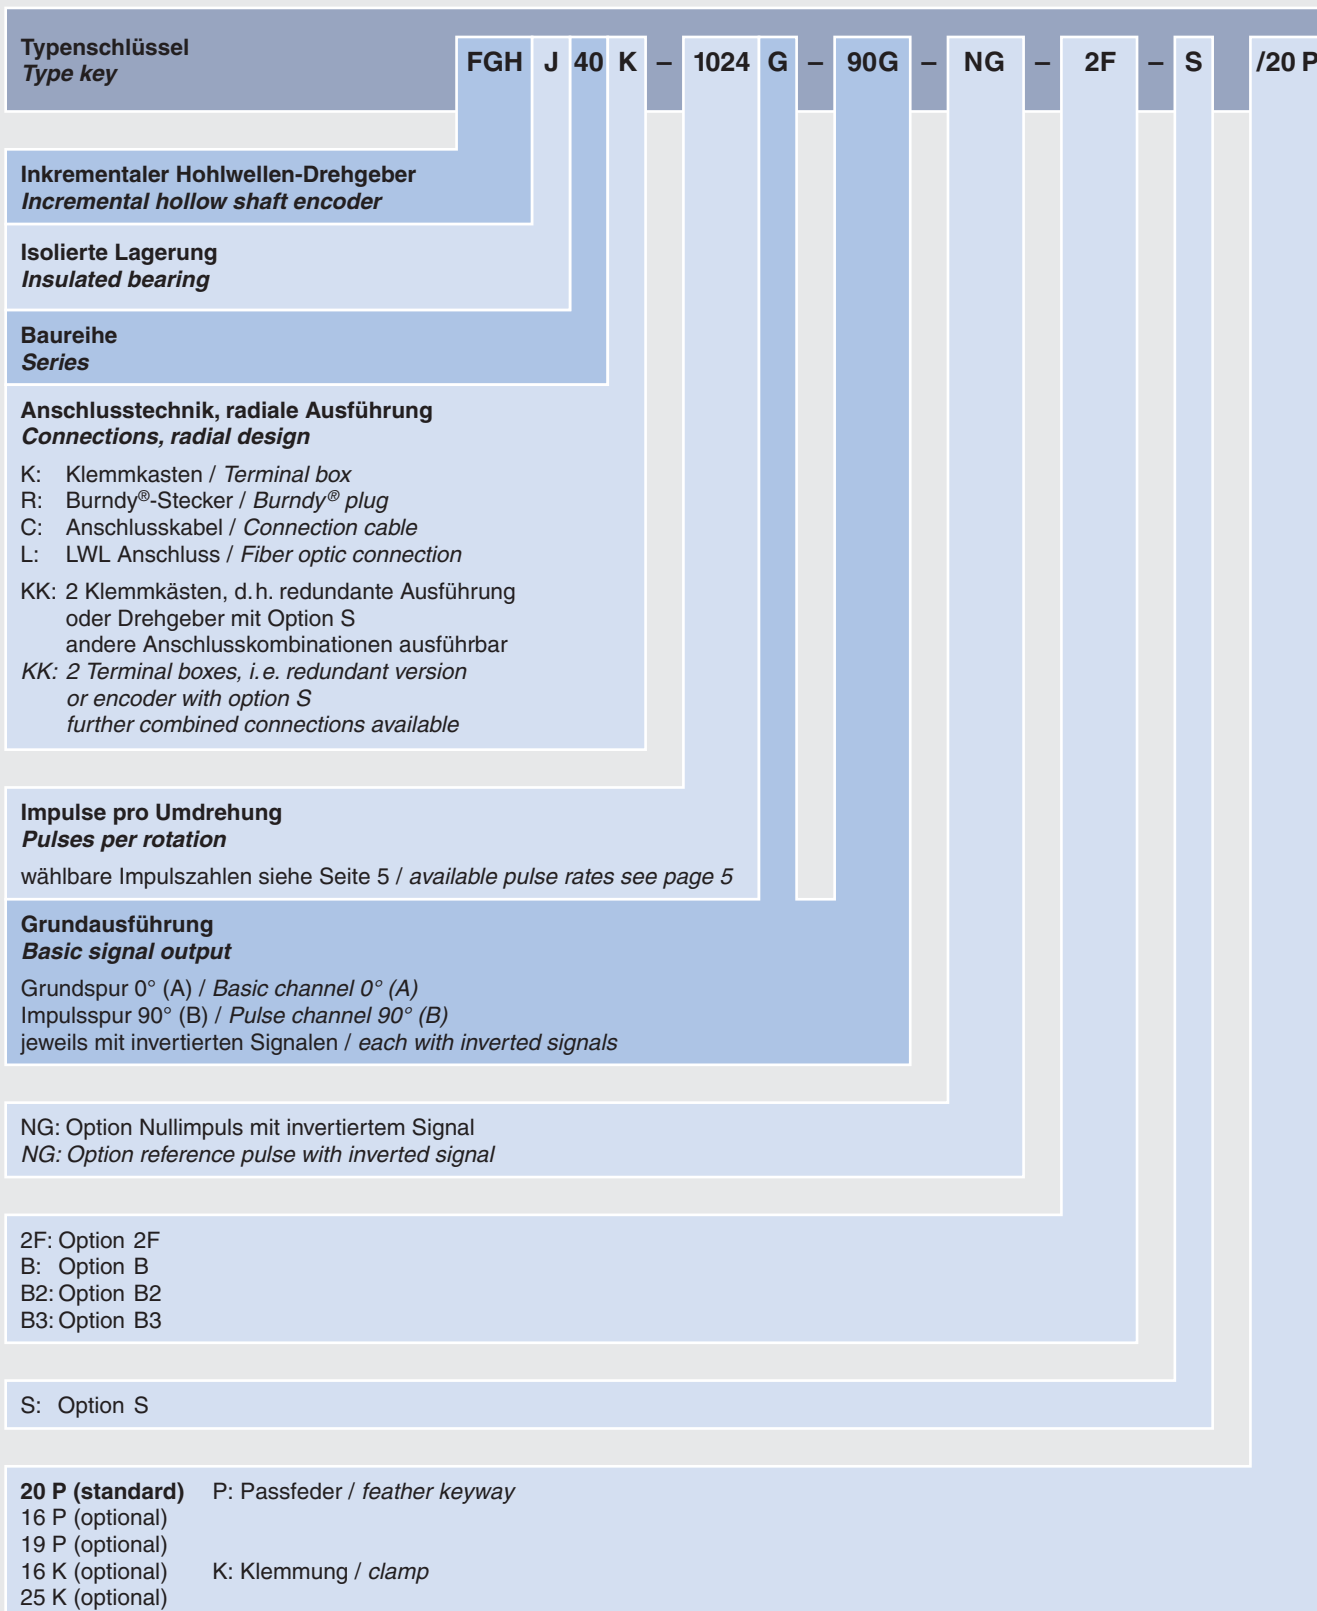 Typenschlüssel
Type key
FGH J 40 K – 1024 G – 90G – NG – 2F – S /20 P
Inkrementaler Hohlwellen-Drehgeber
Incremental hollow shaft encoder
Isolierte Lagerung
Insulated bearing
Baureihe
Series
Anschlusstechnik, radiale Ausführung
Connections, radial design
K: Klemmkasten / Terminal box
R: Burndy®-Stecker / Burndy® plug
C: Anschlusskabel / Connection cable
L: LWL Anschluss / Fiber optic connection
KK: 2 Klemmkästen, d.h. redundante Ausführung
oder Drehgeber mit Option S
andere Anschlusskombinationen ausführbar
KK: 2 Terminal boxes, i.e. redundant version
or encoder with option S
further combined connections available
Impulse pro Umdrehung
Pulses per rotation
wählbare Impulszahlen siehe Seite 5 / available pulse rates see page 5
Grundausführung
Basic signal output
Grundspur 0° (A) / Basic channel 0° (A)
Impulsspur 90° (B) / Pulse channel 90° (B)
jeweils mit invertierten Signalen / each with inverted signals
NG: Option Nullimpuls mit invertiertem Signal
NG: Option reference pulse with inverted signal
2F: Option 2F
B: Option B
B2: Option B2
B3: Option B3
S: Option S
20 P (standard) P: Passfeder / feather keyway
16 P (optional)
19 P (optional)
16 K (optional) K: Klemmung / clamp
25 K (optional)